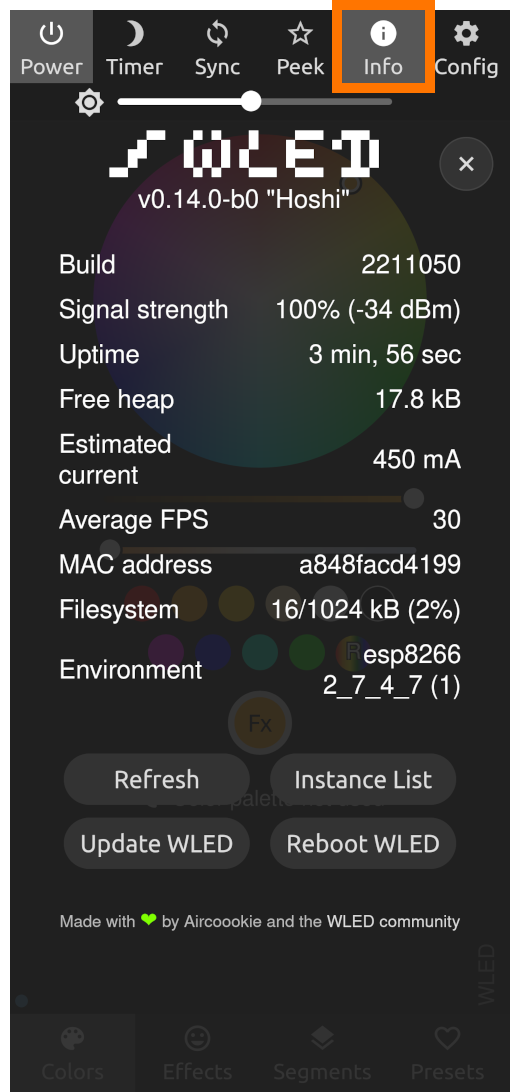 Power Timer Sync Peek Info Config
WLED
v0.14.0-b0 "Hoshi"
Build 2211050
Signal strength 100% (-34 dBm)
Uptime 3 min, 56 sec
Free heap 17.8 kB
Estimated
current 450 mA
Average FPS 30
MAC address a848facd4199
Filesystem 16/1024 kB (2%)
R
Environment esp8266
2_7_4_7 (1)
Fx
Refresh Instance List
Update WLED Reboot WLED
Made with ❤ by Aircoookie and the WLED community
WLED
Colors Effects Segments Presets